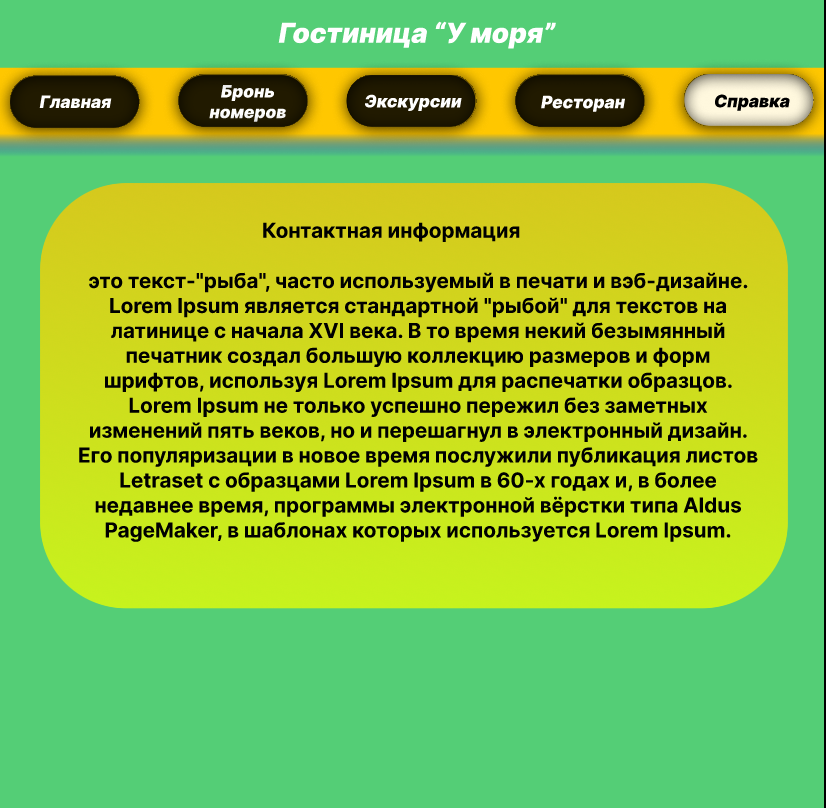 Гостиница “У моря”
Главная
Бронь
номеров
Экскурсии
Ресторан
Справка
Контактная информация
это текст-"рыба", часто используемый в печати и вэб-дизайне.
Lorem Ipsum является стандартной "рыбой" для текстов на
латинице с начала XVI века. В то время некий безымянный
печатник создал большую коллекцию размеров и форм
шрифтов, используя Lorem Ipsum для распечатки образцов.
Lorem Ipsum не только успешно пережил без заметных
изменений пять веков, но и перешагнул в электронный дизайн.
Его популяризации в новое время послужили публикация листов
Letraset с образцами Lorem Ipsum в 60-х годах и, в более
недавнее время, программы электронной вёрстки типа Aldus
PageMaker, в шаблонах которых используется Lorem Ipsum.